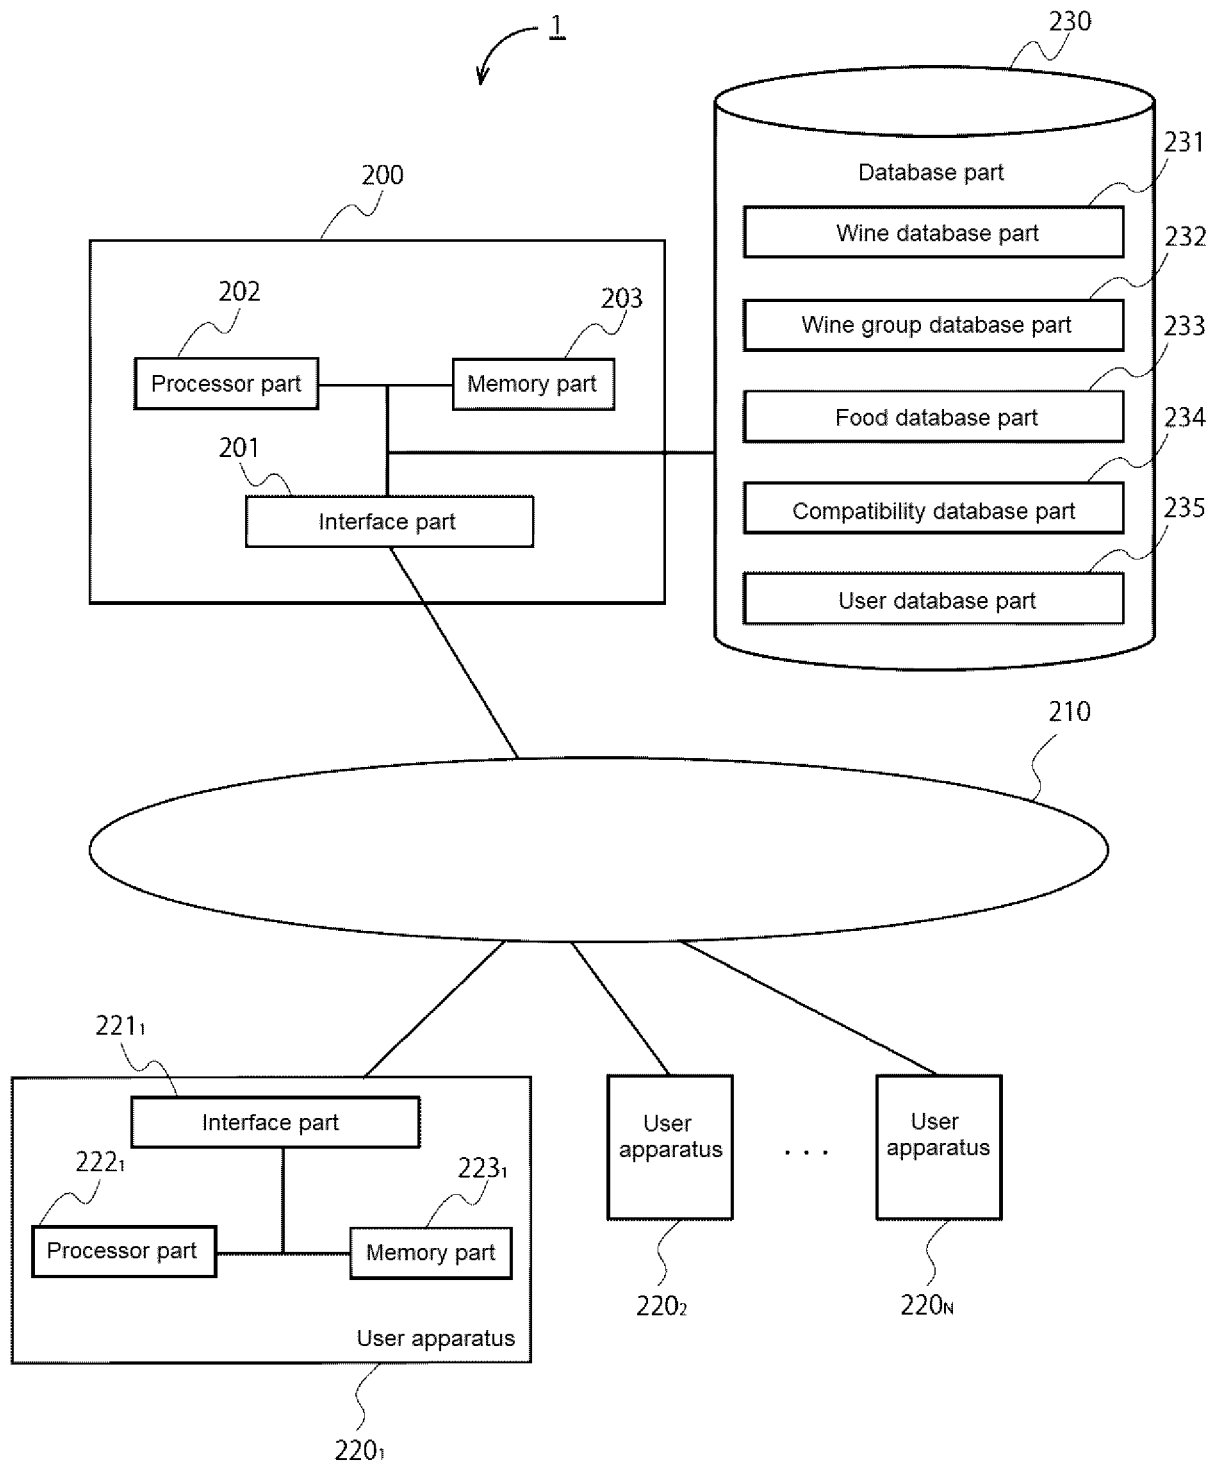 1
230
Database part
231
Wine database part
232
Wine group database part
233
Food database part
234
Compatibility database part
235
User database part
200
202
203
Processor part
Memory part
201
Interface part
210
221₁
Interface part
222₁
223₁
Processor part
Memory part
User apparatus
220₁
User
apparatus
220₂
. . .
User
apparatus
220N